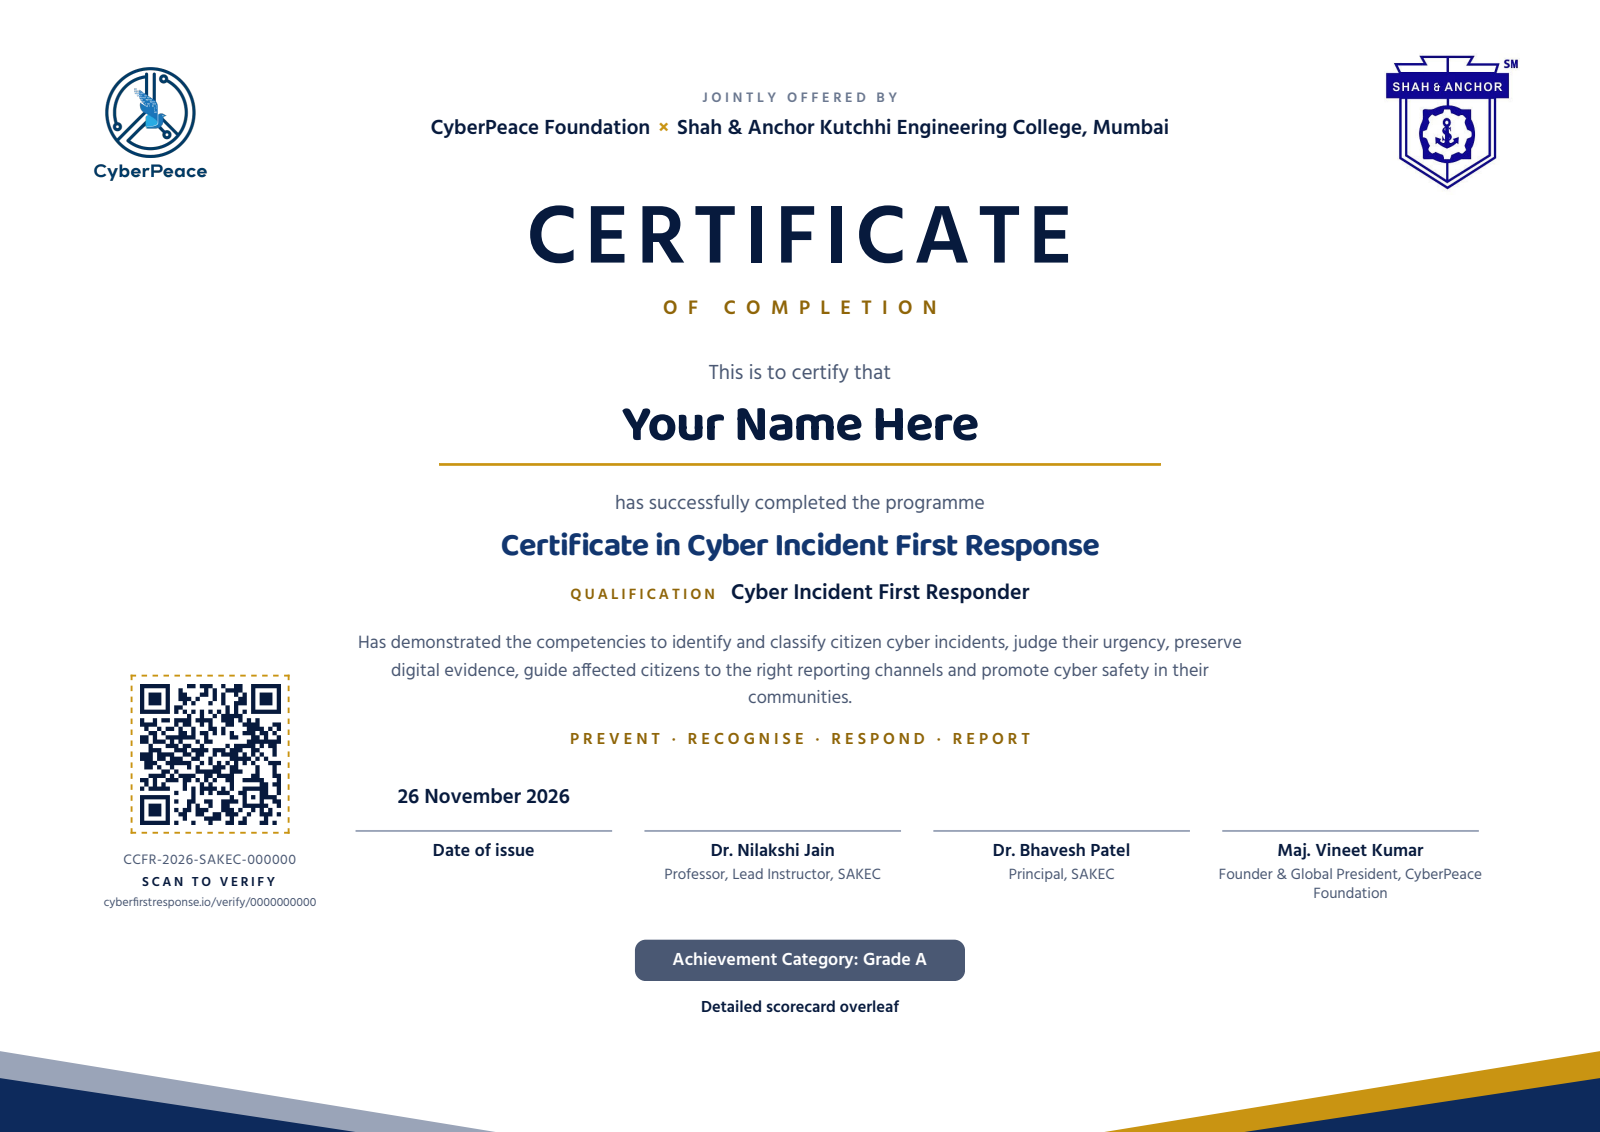 CyberPeace
JOINTLY OFFERED BY
CyberPeace Foundation × Shah & Anchor Kutchhi Engineering College, Mumbai
SHAH & ANCHOR
SM
CERTIFICATE
OF COMPLETION
This is to certify that
Your Name Here
has successfully completed the programme
Certificate in Cyber Incident First Response
QUALIFICATION Cyber Incident First Responder
Has demonstrated the competencies to identify and classify citizen cyber incidents, judge their urgency, preserve
digital evidence, guide affected citizens to the right reporting channels and promote cyber safety in their
communities.
PREVENT · RECOGNISE · RESPOND · REPORT
CCFR-2026-SAKEC-000000
SCAN TO VERIFY
cyberfirstresponse.io/verify/0000000000
26 November 2026
Date of issue
Dr. Nilakshi Jain
Professor, Lead Instructor, SAKEC
Dr. Bhavesh Patel
Principal, SAKEC
Maj. Vineet Kumar
Founder & Global President, CyberPeace
Foundation
Achievement Category: Grade A
Detailed scorecard overleaf